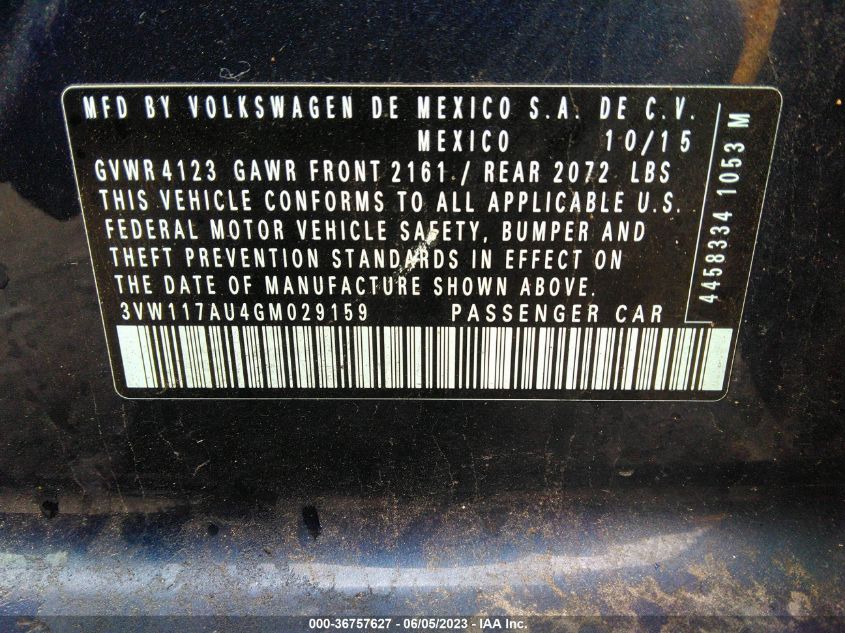 MFD BY VOLKSWAGEN DE MEXICO S.A. DE C.V.
MEXICO 10/15
GVWR 4123 GAWR FRONT 2161 / REAR 2072 LBS
THIS VEHICLE CONFORMS TO ALL APPLICABLE U.S.
FEDERAL MOTOR VEHICLE SAFETY, BUMPER AND
THEFT PREVENTION STANDARDS IN EFFECT ON
THE DATE OF MANUFACTURE SHOWN ABOVE.
3VW117AU4GM029159 PASSENGER CAR
4458334 1053 M
000-36757627 - 06/05/2023 - IAA Inc.